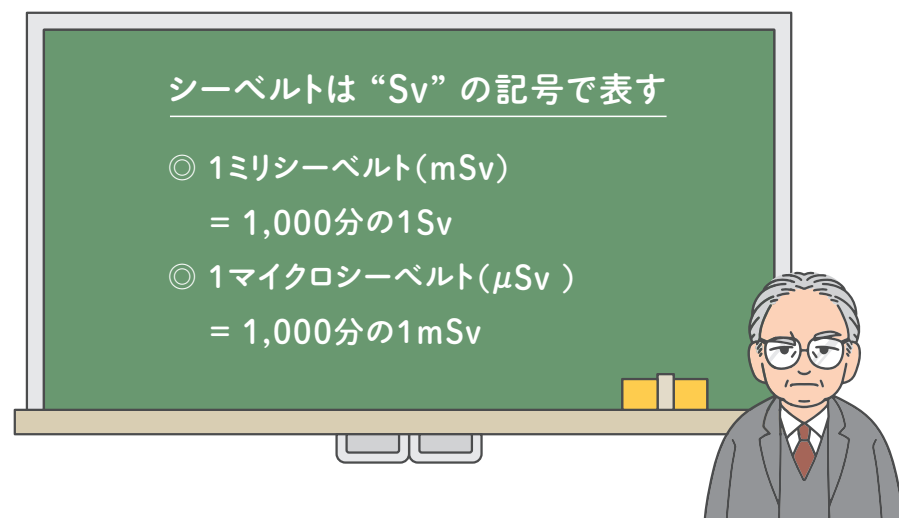 シーベルトは “Sv” の記号で表す
◎ 1ミリシーベルト(mSv)
= 1,000分の1Sv
◎ 1マイクロシーベルト(μSv )
= 1,000分の1mSv